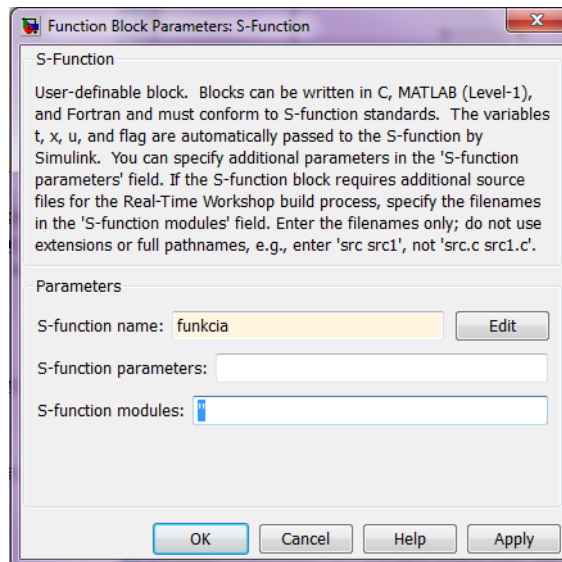 Function Block Parameters: S-Function
S-Function
User-definable block.  Blocks can be written in C, MATLAB (Level-1),
and Fortran and must conform to S-function standards.  The variables
t, x, u, and flag are automatically passed to the S-function by
Simulink.  You can specify additional parameters in the 'S-function
parameters' field. If the S-function block requires additional source
files for the Real-Time Workshop build process, specify the filenames
in the 'S-function modules' field. Enter the filenames only; do not use
extensions or full pathnames, e.g., enter 'src src1', not 'src.c src1.c'.
Parameters
S-function name: funkcia Edit
S-function parameters:
S-function modules: ''
OK Cancel Help Apply